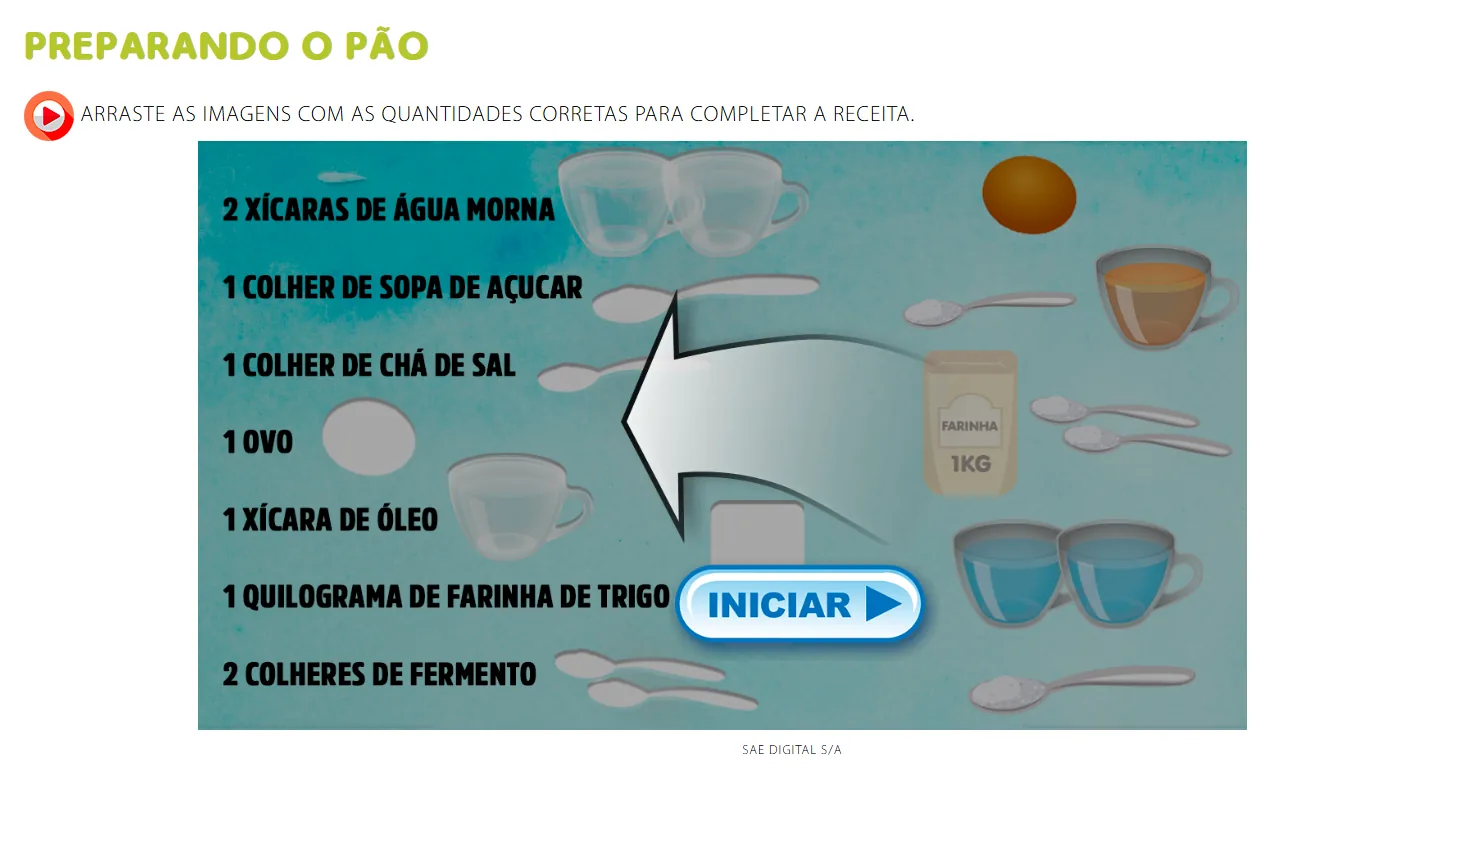 PREPARANDO O PÃO
ARRASTE AS IMAGENS COM AS QUANTIDADES CORRETAS PARA COMPLETAR A RECEITA.
2 XÍCARAS DE ÁGUA MORNA
1 COLHER DE SOPA DE AÇUCAR
1 COLHER DE CHÁ DE SAL
1 OVO
1 XÍCARA DE ÓLEO
1 QUILOGRAMA DE FARINHA DE TRIGO
2 COLHERES DE FERMENTO
FARINHA
1KG
INICIAR
SAE DIGITAL S/A